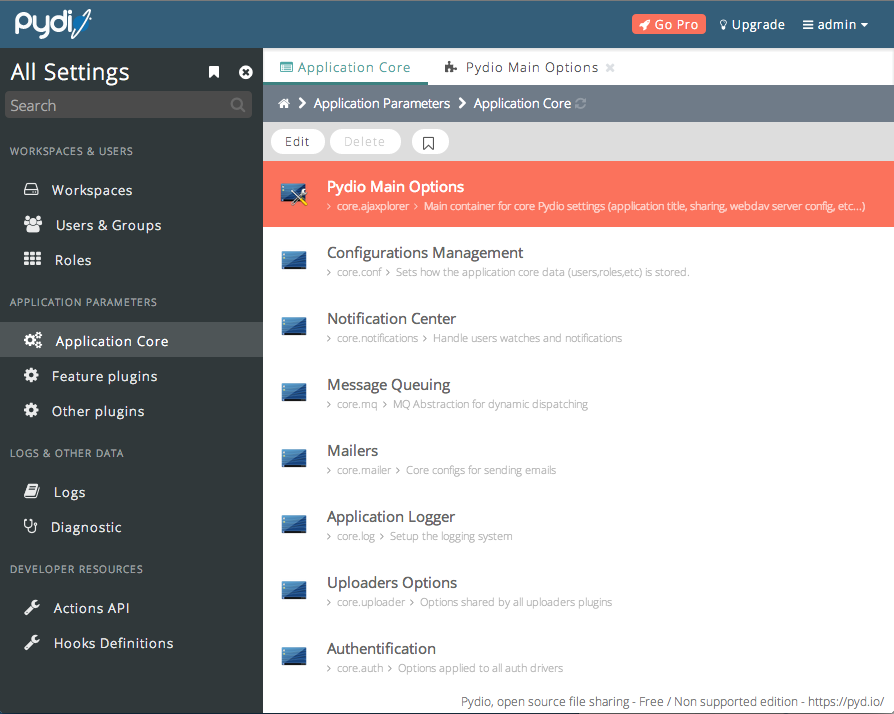 pydio
Go Pro
Upgrade
admin
All Settings
Search
WORKSPACES & USERS
Workspaces
Users & Groups
Roles
APPLICATION PARAMETERS
Application Core
Feature plugins
Other plugins
LOGS & OTHER DATA
Logs
Diagnostic
DEVELOPER RESOURCES
Actions API
Hooks Definitions
Application Core
Pydio Main Options
Application Parameters
Application Core
Edit
Delete
Pydio Main Options
core.ajaxplorer › Main container for core Pydio settings (application title, sharing, webdav server config, etc...)
Configurations Management
core.conf › Sets how the application core data (users,roles,etc) is stored.
Notification Center
core.notifications › Handle users watches and notifications
Message Queuing
core.mq › MQ Abstraction for dynamic dispatching
Mailers
core.mailer › Core configs for sending emails
Application Logger
core.log › Setup the logging system
Uploaders Options
core.uploader › Options shared by all uploaders plugins
Authentification
core.auth › Options applied to all auth drivers
Pydio, open source file sharing - Free / Non supported edition - https://pyd.io/